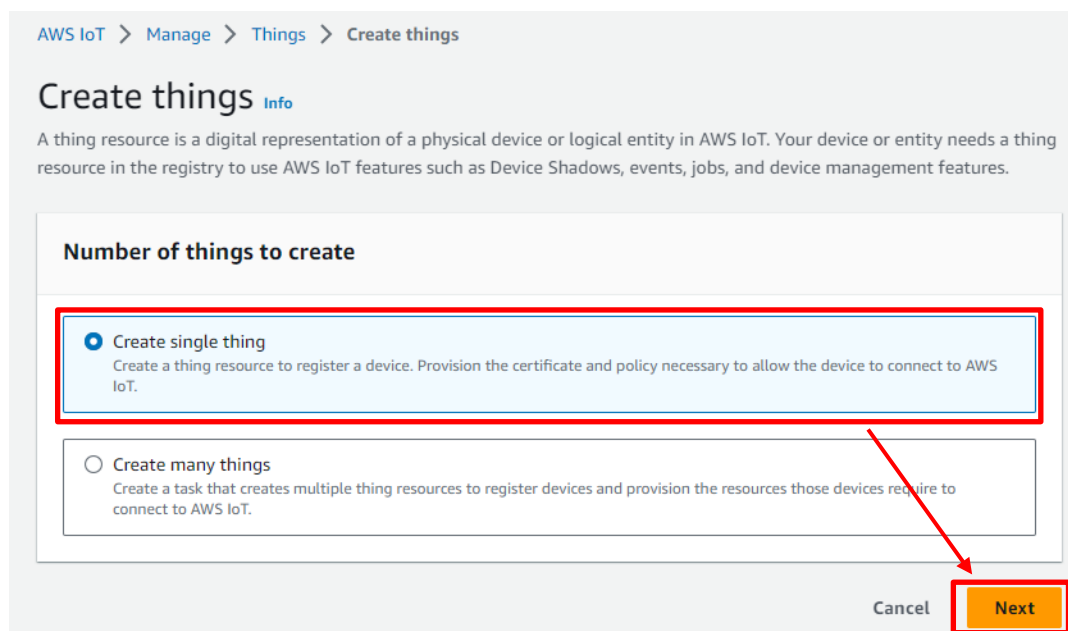 AWS IoT > Manage > Things > Create things
Create things Info
A thing resource is a digital representation of a physical device or logical entity in AWS IoT. Your device or entity needs a thing
resource in the registry to use AWS IoT features such as Device Shadows, events, jobs, and device management features.
Number of things to create
Create single thing
Create a thing resource to register a device. Provision the certificate and policy necessary to allow the device to connect to AWS
IoT.
Create many things
Create a task that creates multiple thing resources to register devices and provision the resources those devices require to
connect to AWS IoT.
Cancel Next